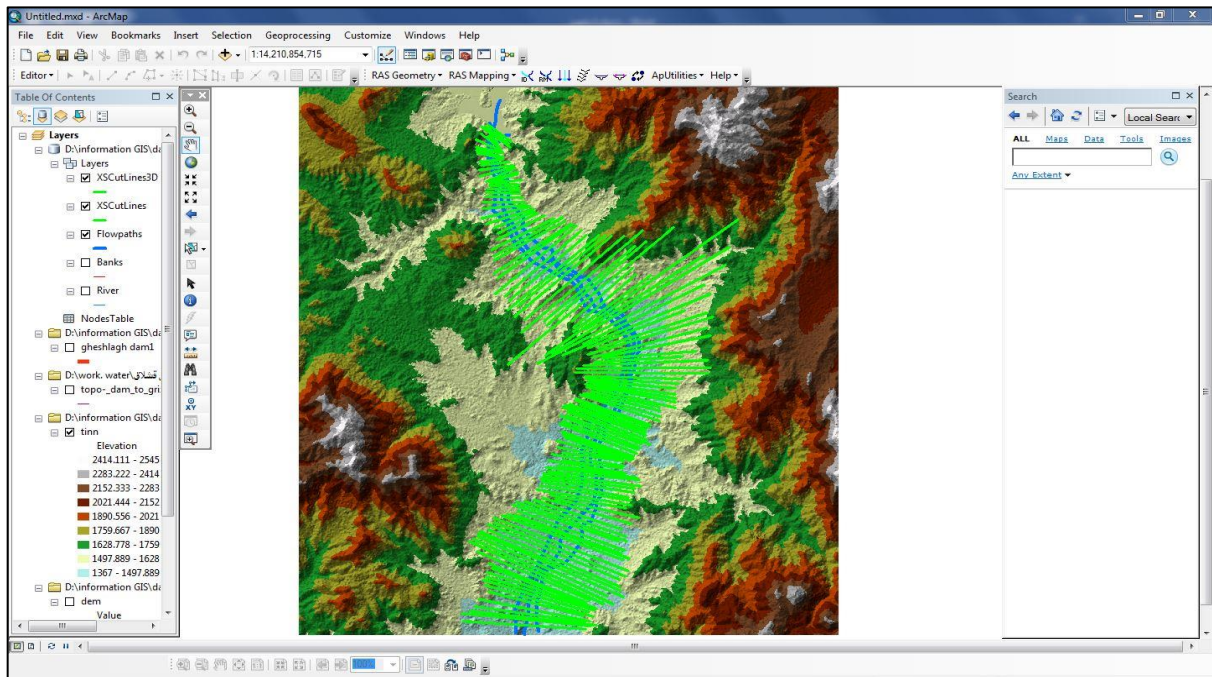 Untitled.mxd - ArcMap
File Edit View Bookmarks Insert Selection Geoprocessing Customize Windows Help
1:14,210,854,715
Editor RAS Geometry RAS Mapping ApUtilities Help
Table Of Contents
Layers
D:\information GIS\da
Layers
XSCutLines3D
XSCutLines
Flowpaths
Banks
River
NodesTable
D:\information GIS\da
gheshlagh dam1
D:\work. water\قشلاق
topo-_dam_to_gri
D:\information GIS\da
tinn
Elevation
2414.111 - 2545
2283.222 - 2414
2152.333 - 2283
2021.444 - 2152
1890.556 - 2021
1759.667 - 1890
1628.778 - 1759
1497.889 - 1628
1367 - 1497.889
D:\information GIS\da
dem
Value
XY
Search
Local Searc
ALL Maps Data Tools Images
Any Extent
100%